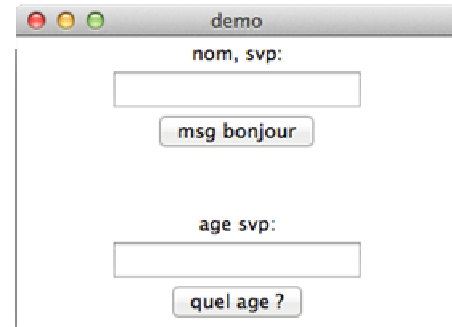 demo
nom, svp:
msg bonjour
age svp:
quel age ?